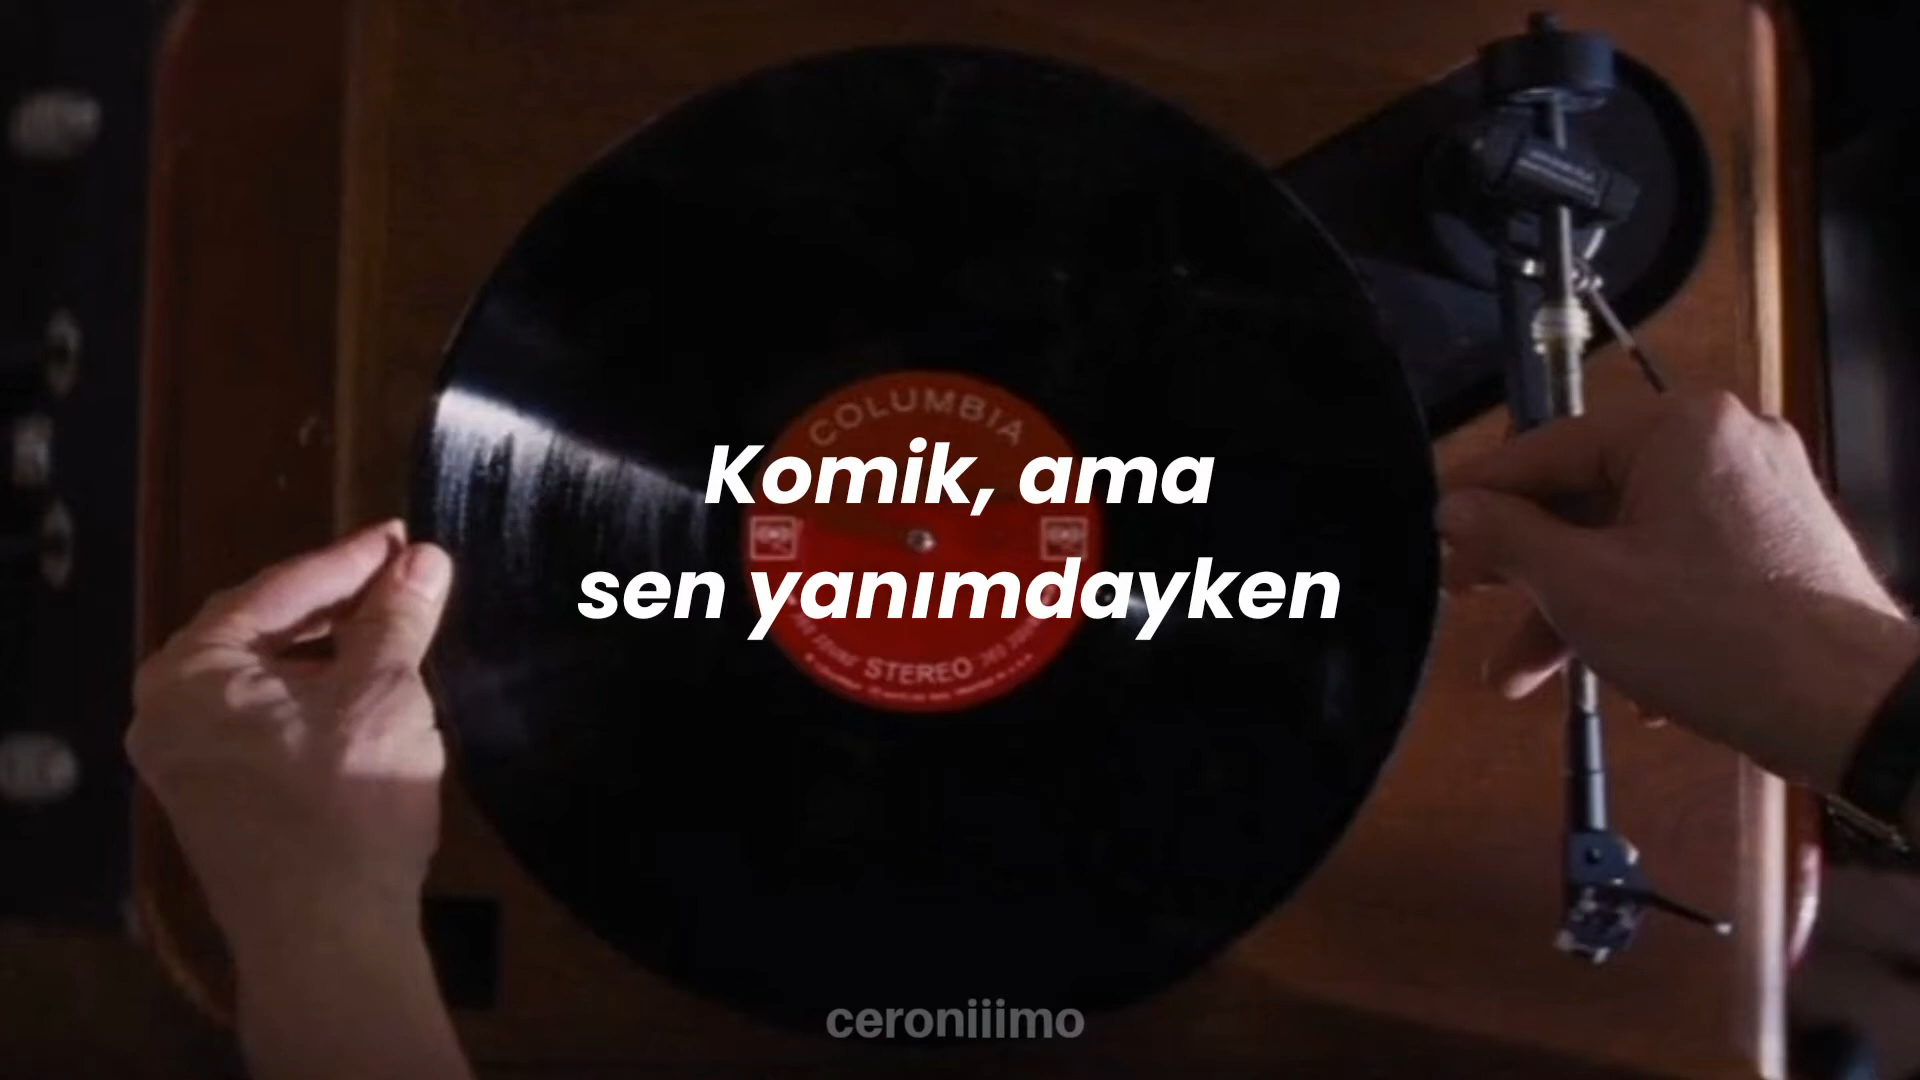 COLUMBIA
Komik, ama
sen yanımdayken
STEREO
ceroniiimo